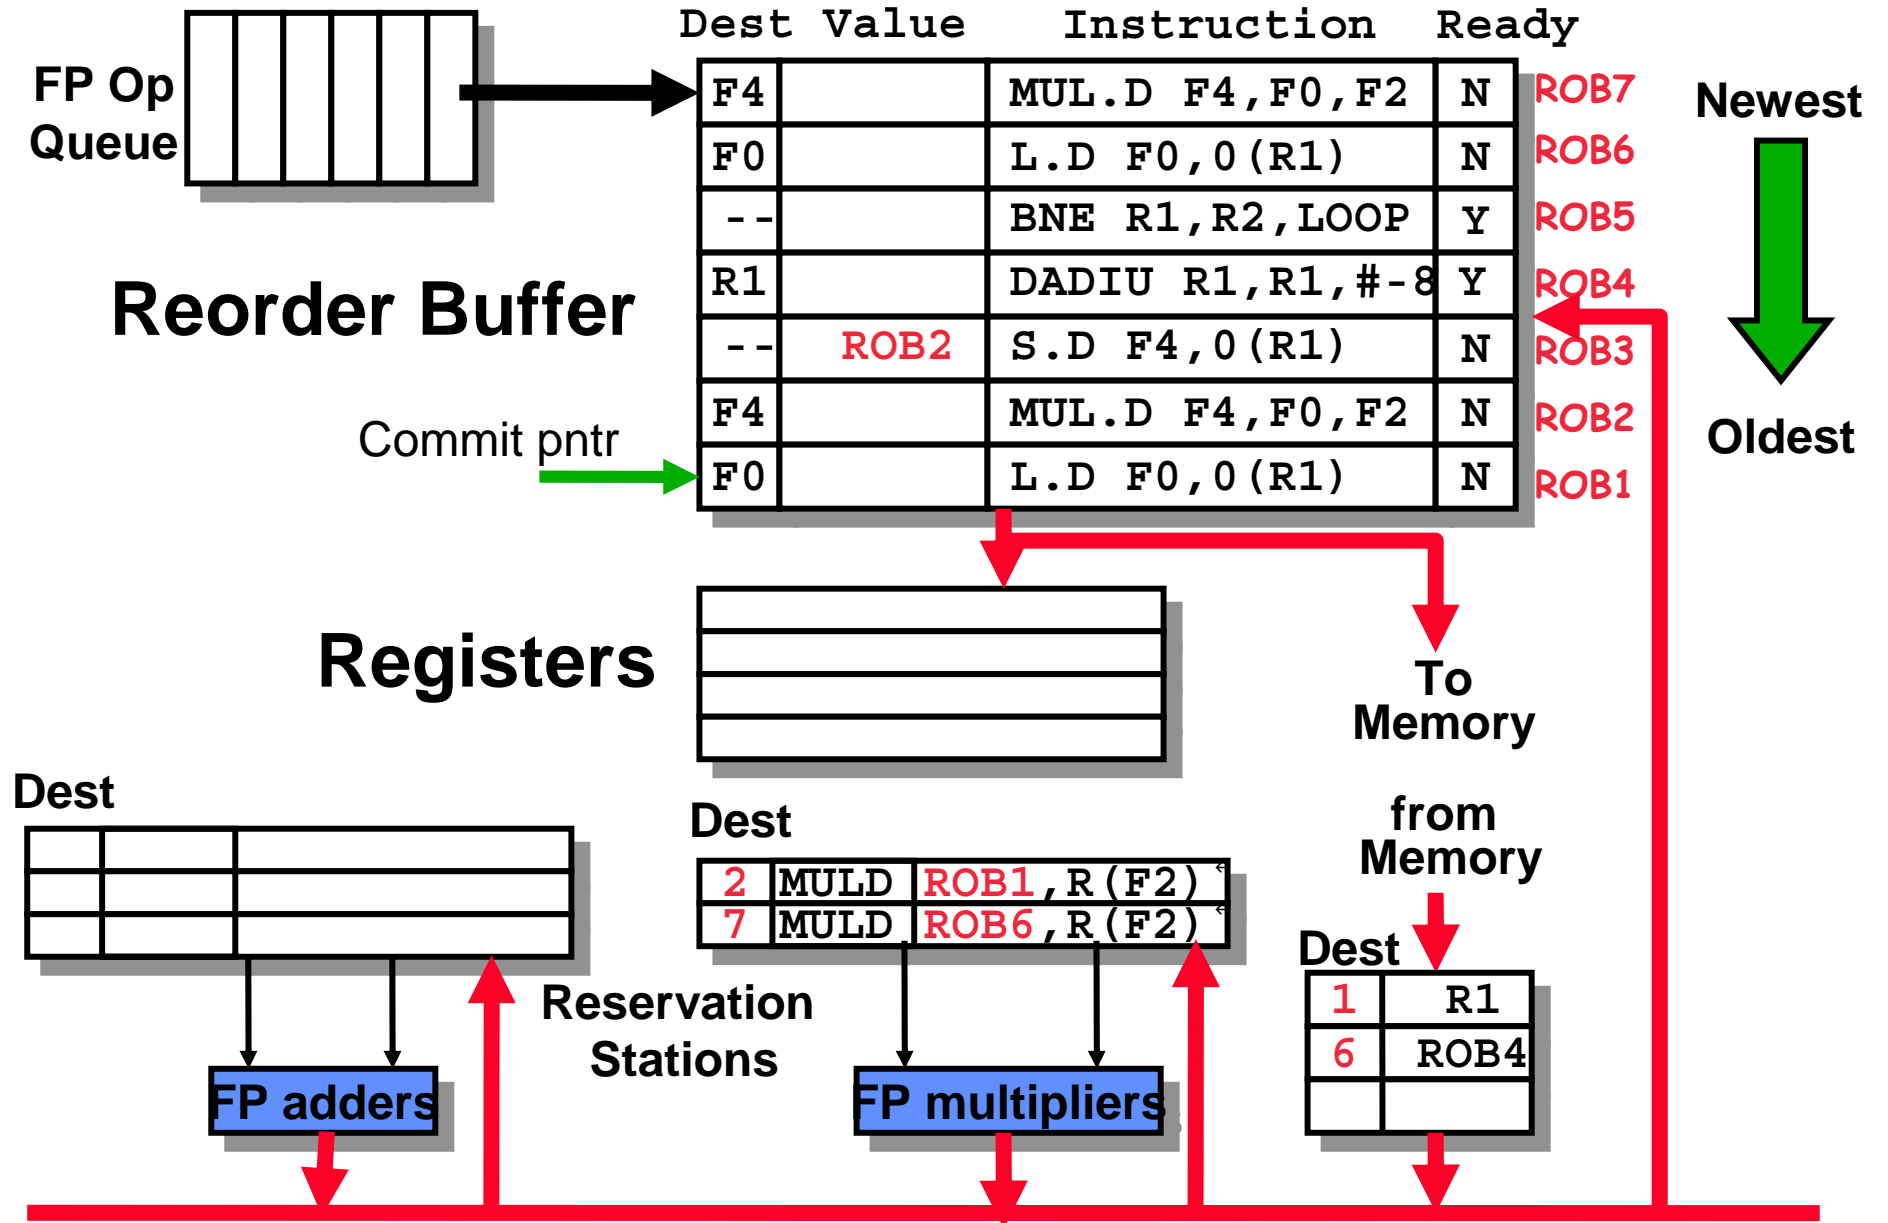 Dest Value Instruction Ready
FP Op
Queue
F4 MUL.D F4,F0,F2 N ROB7
F0 L.D F0,0(R1) N ROB6
-- BNE R1,R2,LOOP Y ROB5
R1 DADIU R1,R1,#-8 Y ROB4
-- ROB2 S.D F4,0(R1) N ROB3
F4 MUL.D F4,F0,F2 N ROB2
F0 L.D F0,0(R1) N ROB1
Newest
Oldest
Reorder Buffer
Commit pntr
Registers
To
Memory
Dest
Dest
2 MULD ROB1,R(F2)
7 MULD ROB6,R(F2)
from
Memory
Dest
1 R1
6 ROB4
Reservation
Stations
FP adders
FP multipliers